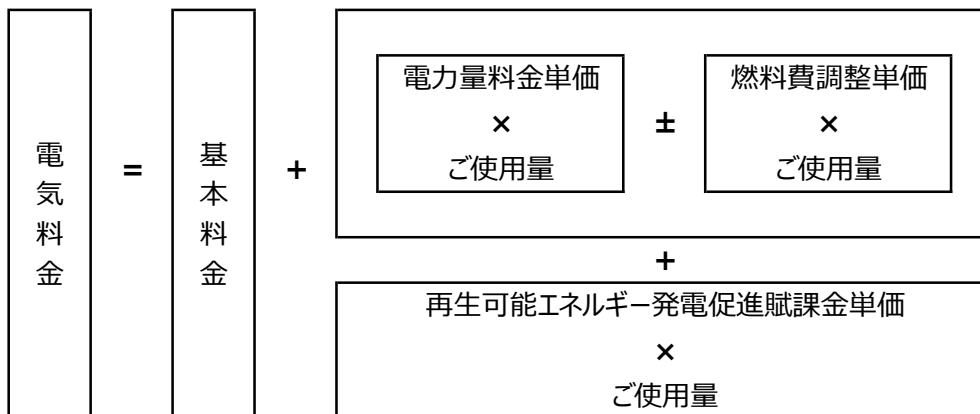 電気料金
=
基本料金
+
電力量料金単価
×
ご使用量
±
燃料費調整単価
×
ご使用量
+
再生可能エネルギー発電促進賦課金単価
×
ご使用量